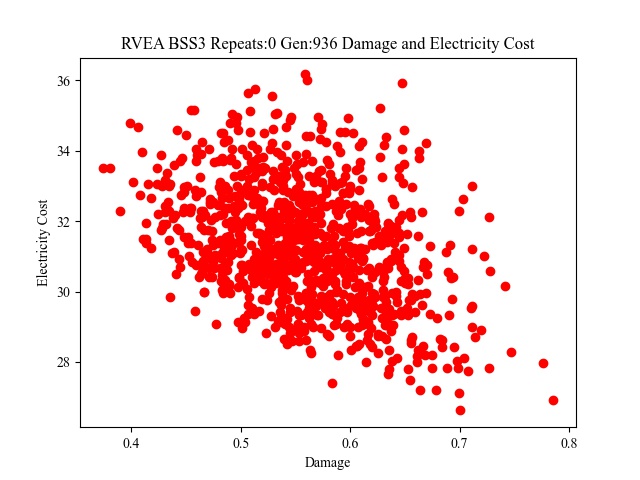 RVEA BSS3 Repeats:0 Gen:936 Damage and Electricity Cost
36
34
32
30
28
Electricity Cost
0.4 0.5 0.6 0.7 0.8
Damage